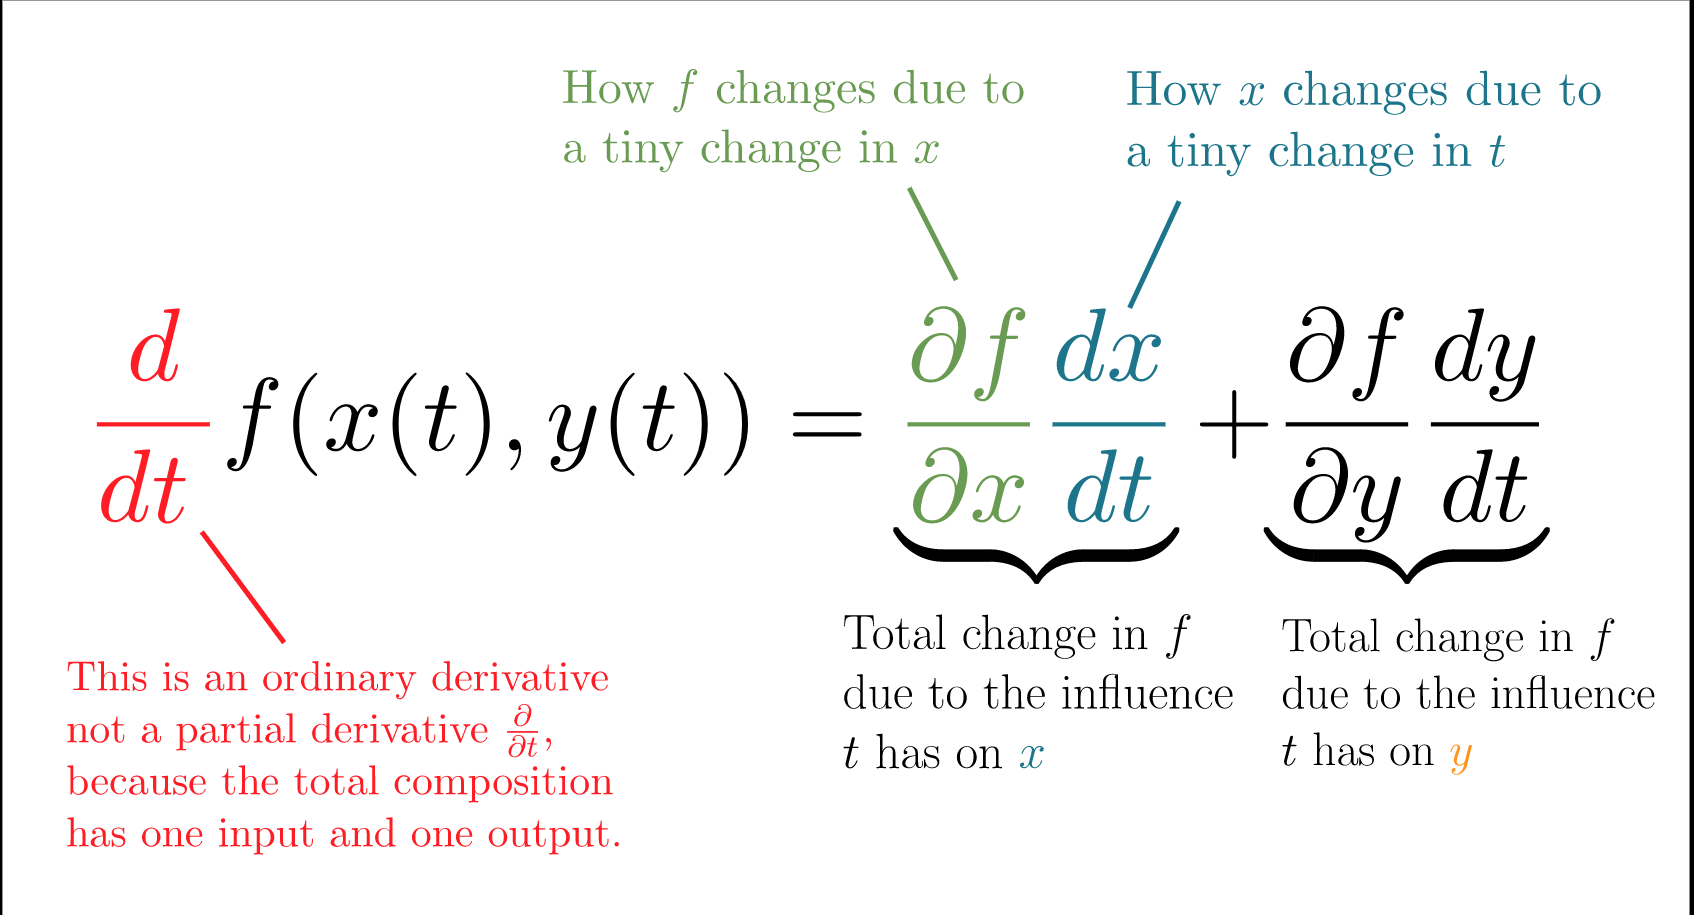 How f changes due to
a tiny change in x
How x changes due to
a tiny change in t
d/dt f(x(t), y(t)) = ∂f/∂x dx/dt + ∂f/∂y dy/dt
Total change in f
due to the influence
t has on x
Total change in f
due to the influence
t has on y
This is an ordinary derivative
not a partial derivative ∂/∂t,
because the total composition
has one input and one output.